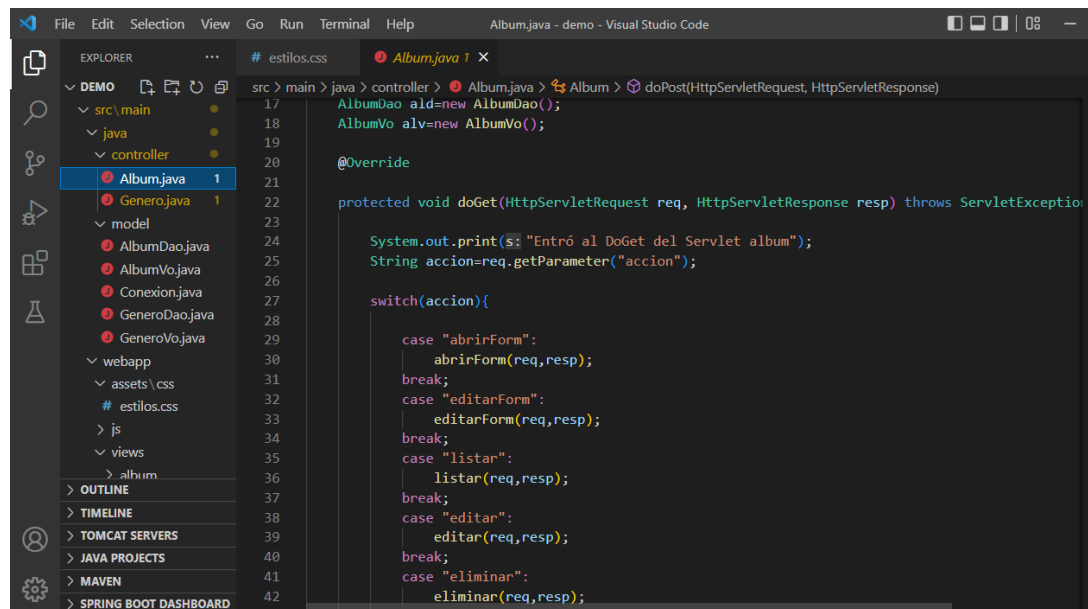 File Edit Selection View Go Run Terminal Help Album.java - demo - Visual Studio Code
EXPLORER
DEMO
src\main
java
controller
Album.java 1
Genero.java 1
model
AlbumDao.java
AlbumVo.java
Conexion.java
GeneroDao.java
GeneroVo.java
webapp
assets\css
# estilos.css
js
views
album
OUTLINE
TIMELINE
TOMCAT SERVERS
JAVA PROJECTS
MAVEN
SPRING BOOT DASHBOARD
# estilos.css Album.java 1
src > main > java > controller > Album.java > Album > doPost(HttpServletRequest, HttpServletResponse)
17 AlbumDao ald=new AlbumDao();
18 AlbumVo alv=new AlbumVo();
19
20 @Override
21
22 protected void doGet(HttpServletRequest req, HttpServletResponse resp) throws ServletExceptio
23
24 System.out.print(s: "Entró al DoGet del Servlet album");
25 String accion=req.getParameter("accion");
26
27 switch(accion){
28
29 case "abrirForm":
30 abrirForm(req,resp);
31 break;
32 case "editarForm":
33 editarForm(req,resp);
34 break;
35 case "listar":
36 listar(req,resp);
37 break;
38 case "editar":
39 editar(req,resp);
40 break;
41 case "eliminar":
42 eliminar(req,resp);